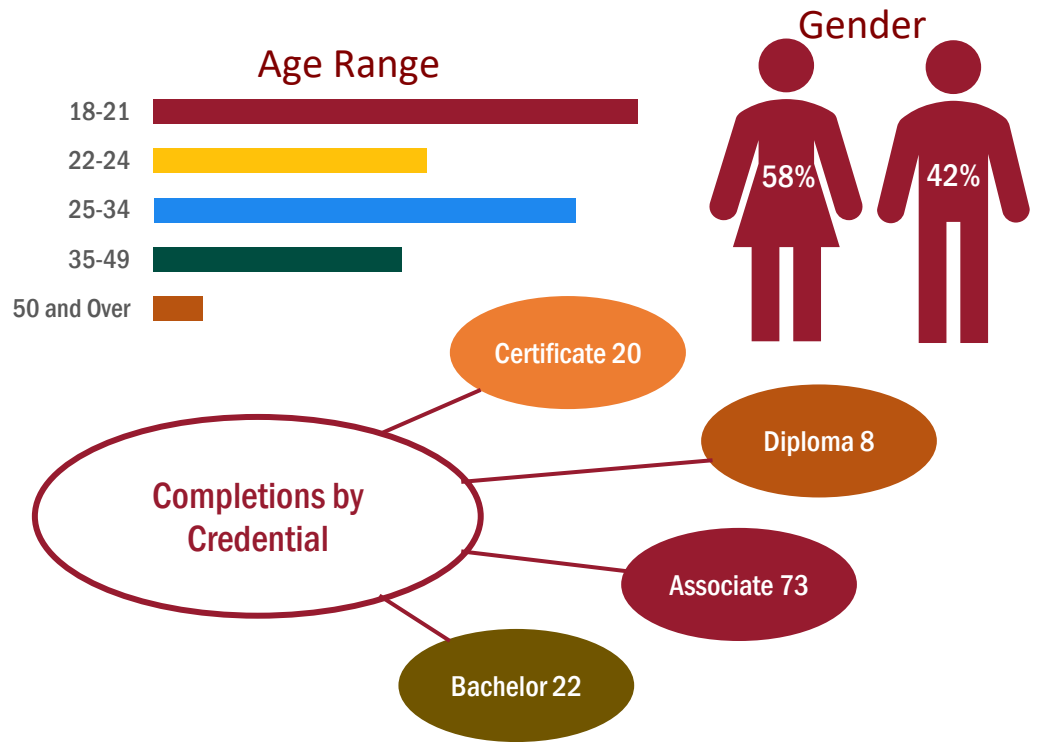 Age Range
18-21
22-24
25-34
35-49
50 and Over
Gender
58%
42%
Completions by
Credential
Certificate 20
Diploma 8
Associate 73
Bachelor 22